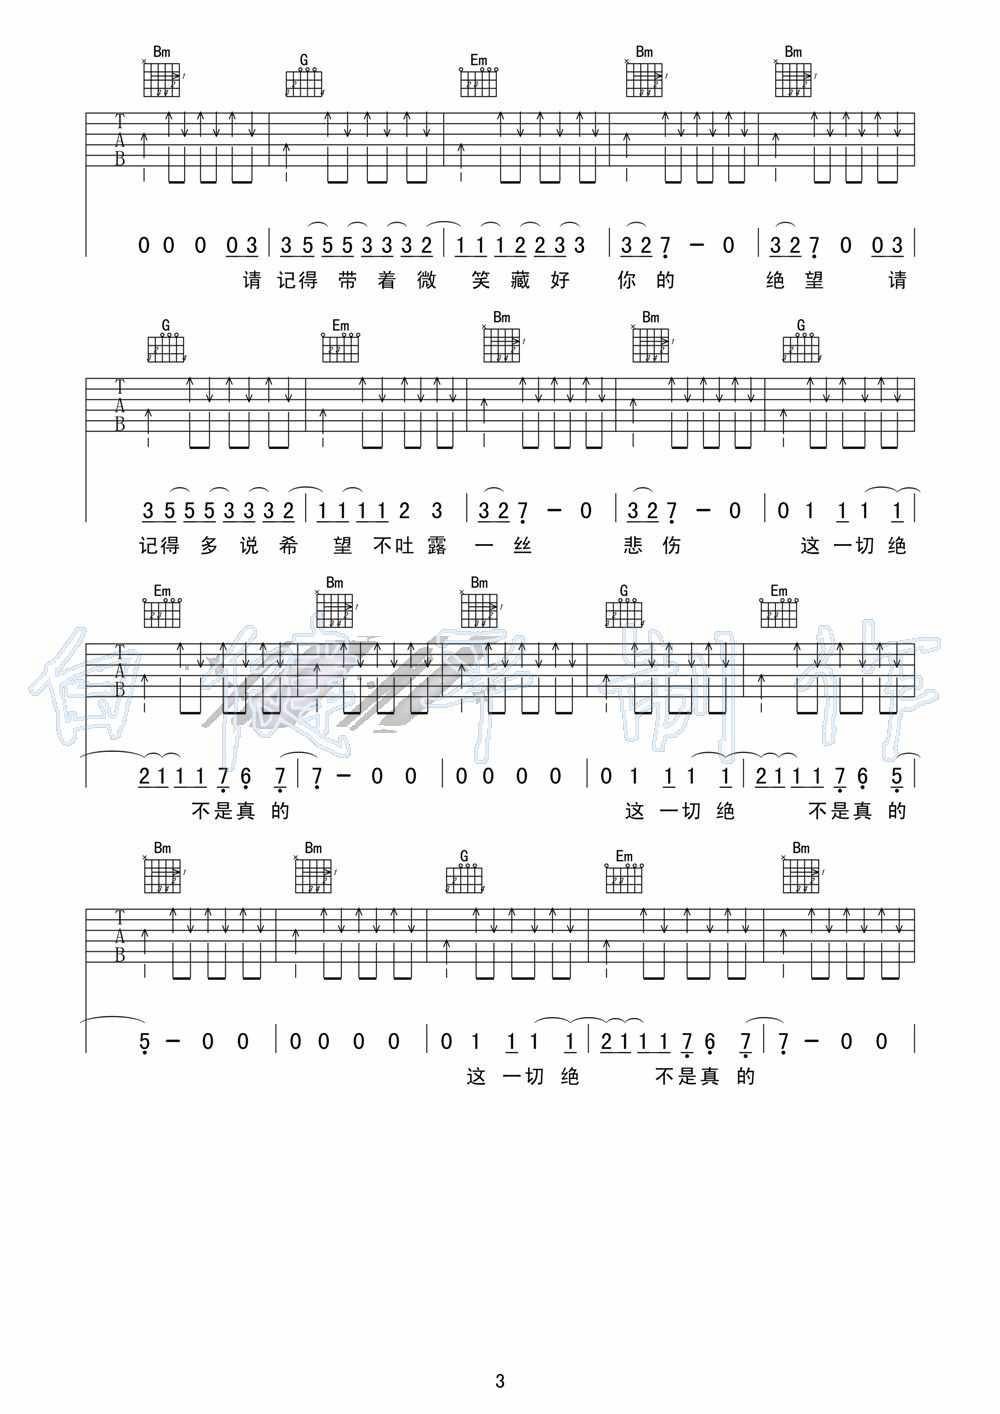 Bm G Em Bm Bm
T
A
B
0 0 0 0 3 | 3 5 5 5 3 3 3 2 | 1 1 1 2 2 3 3 | 3 2 7 - 0 | 3 2 7 0 0 3
请 记得 带 着 微 笑 藏 好 你 的 绝 望 请
G Em Bm Bm G
T
A
B
3 5 5 5 3 3 3 2 | 1 1 1 1 2 3 | 3 2 7 - 0 | 3 2 7 - 0 | 0 1 1 1 1
记得 多 说 希 望 不吐 露 一 丝 悲 伤 这 一切 绝
Em Bm Bm G Em
T
A
B
2 1 1 1 7 6 7 | 7 - 0 0 | 0 0 0 0 | 0 1 1 1 1 | 2 1 1 1 7 6 5
不是真 的 这 一切 绝 不是真 的
Bm Bm G Em Bm
T
A
B
5 - 0 0 | 0 0 0 0 | 0 1 1 1 1 | 2 1 1 1 7 6 7 | 7 - 0 0
这 一切 绝 不是真 的
3